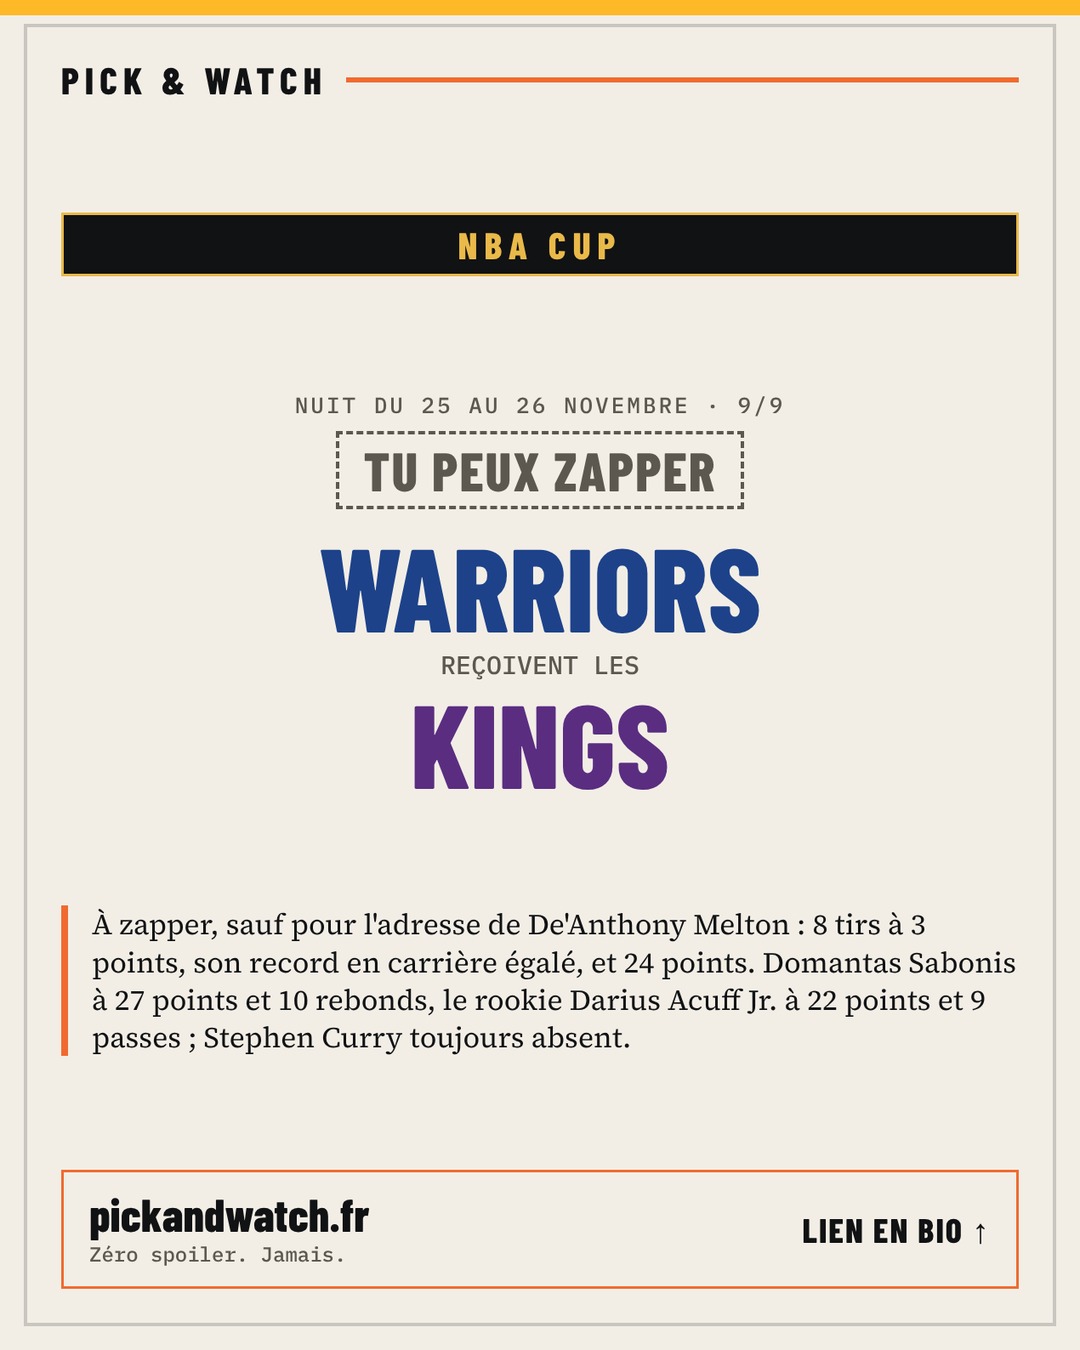 PICK & WATCH
NBA CUP
NUIT DU 25 AU 26 NOVEMBRE · 9/9
TU PEUX ZAPPER
WARRIORS
REÇOIVENT LES
KINGS
À zapper, sauf pour l'adresse de De'Anthony Melton : 8 tirs à 3
points, son record en carrière égalé, et 24 points. Domantas Sabonis
à 27 points et 10 rebonds, le rookie Darius Acuff Jr. à 22 points et 9
passes ; Stephen Curry toujours absent.
pickandwatch.fr
Zéro spoiler. Jamais.
LIEN EN BIO ↑